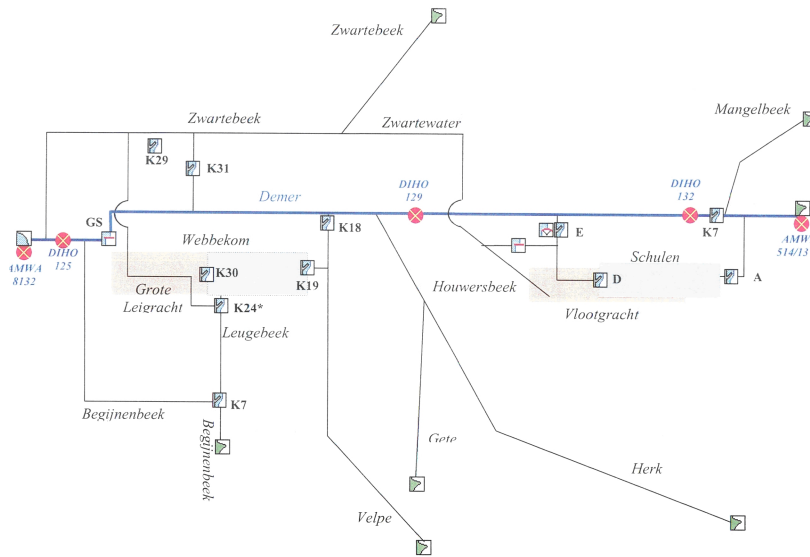 Zwartebeek
Mangelbeek
Zwartebeek
Zwartewater
K29
K31
Demer
DIHO
129
DIHO
132
GS
K18
E
K7
DIHO
125
AMWA
8132
AMW
514/13
Webbekom
Schulen
K30
K19
D
A
Grote
Leigracht
K24*
Houwersbeek
Vlootgracht
Leugebeek
K7
Begijnenbeek
Begijnenbeek
Gete
Herk
Velpe